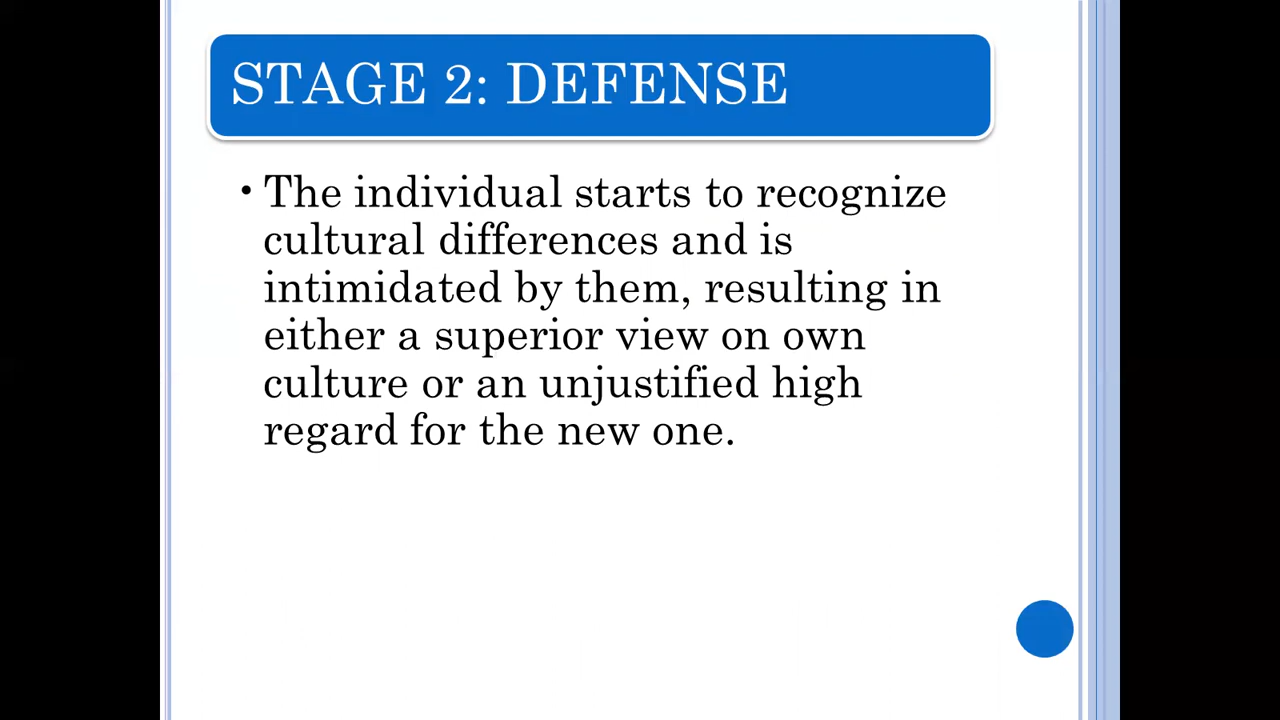 STAGE 2: DEFENSE
• The individual starts to recognize
cultural differences and is
intimidated by them, resulting in
either a superior view on own
culture or an unjustified high
regard for the new one.